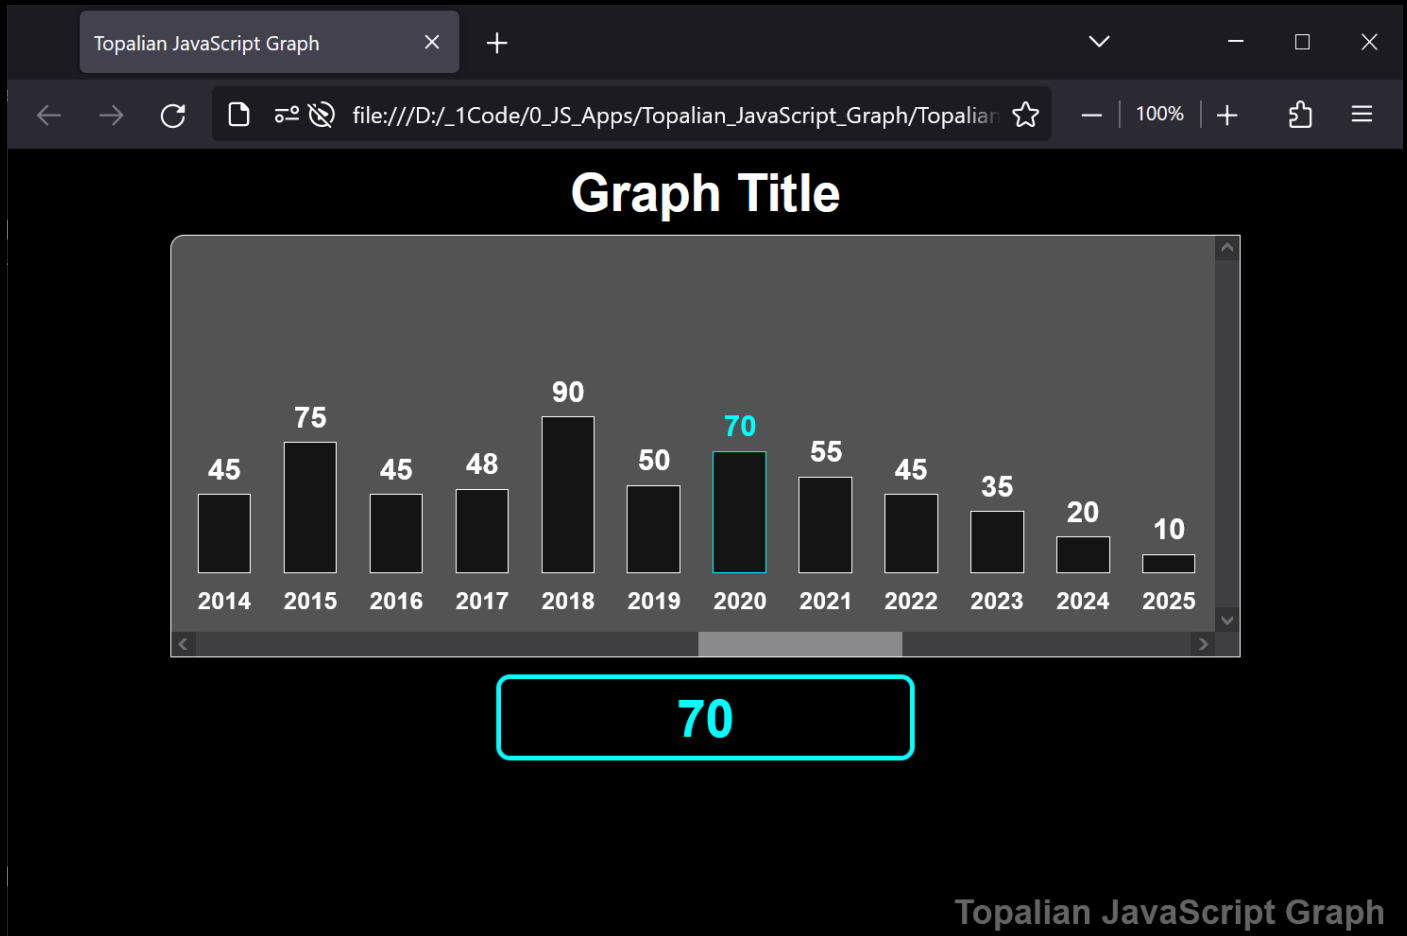 Topalian JavaScript Graph
file:///D:/_1Code/0_JS_Apps/Topalian_JavaScript_Graph/Topalian
100%
Graph Title
45 75 45 48 90 50 70 55 45 35 20 10
2014 2015 2016 2017 2018 2019 2020 2021 2022 2023 2024 2025
70
Topalian JavaScript Graph